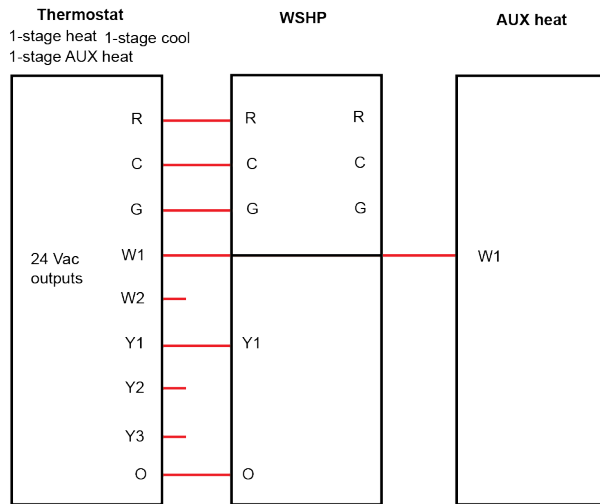 Thermostat
1-stage heat 1-stage cool
1-stage AUX heat
WSHP
AUX heat
R R R
C C C
G G G
24 Vac
outputs
W1 W1
W2
Y1 Y1
Y2
Y3
O O